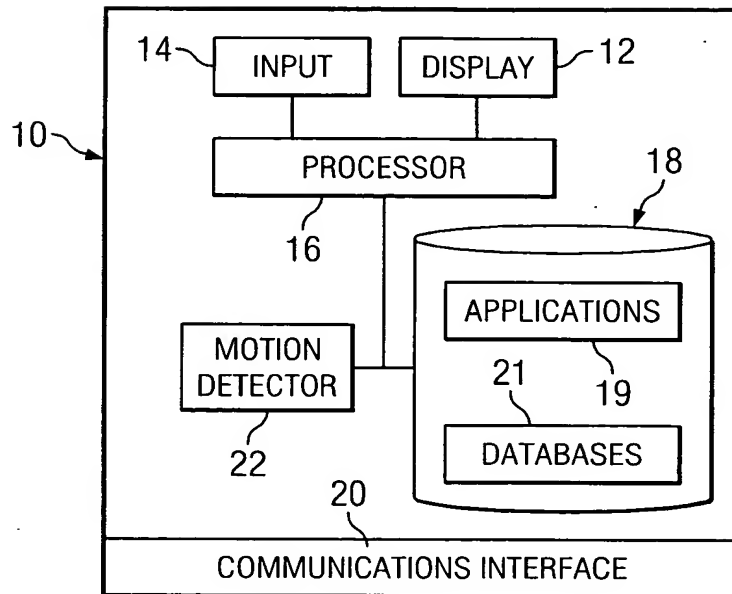 14
INPUT
DISPLAY
12
10
PROCESSOR
16
18
APPLICATIONS
19
MOTION
DETECTOR
22
21
DATABASES
20
COMMUNICATIONS INTERFACE